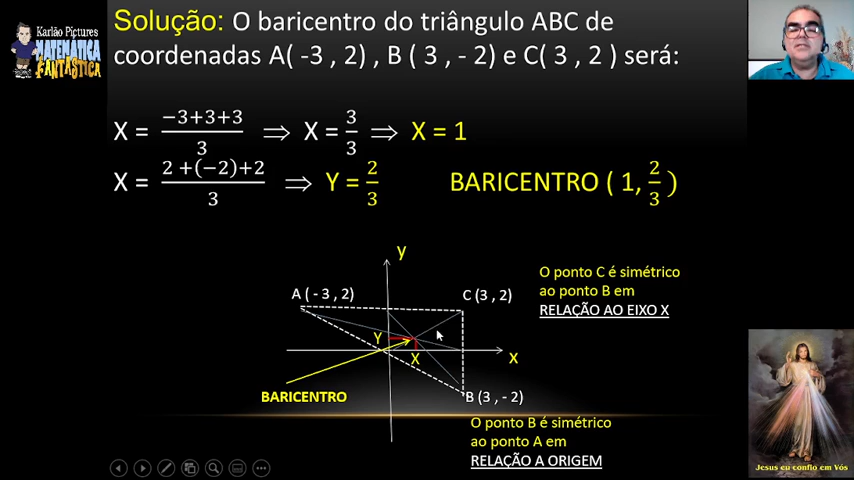 Karlão Pictures
MATEMÁTICA
FANTÁSTICA
Solução: O baricentro do triângulo ABC de
coordenadas A( -3 , 2) , B ( 3 , - 2) e C( 3 , 2 ) será:
X = −3+3+3/3 ⟹ X = 3/3 ⟹ X = 1
X = 2 +(−2)+2/3 ⟹ Y = 2/3 BARICENTRO ( 1, 2/3 )
y
A ( - 3 , 2)
C (3 , 2)
O ponto C é simétrico
ao ponto B em
RELAÇÃO AO EIXO X
Y
X
x
BARICENTRO
B (3 , - 2)
O ponto B é simétrico
ao ponto A em
RELAÇÃO A ORIGEM
Jesus eu confio em Vós